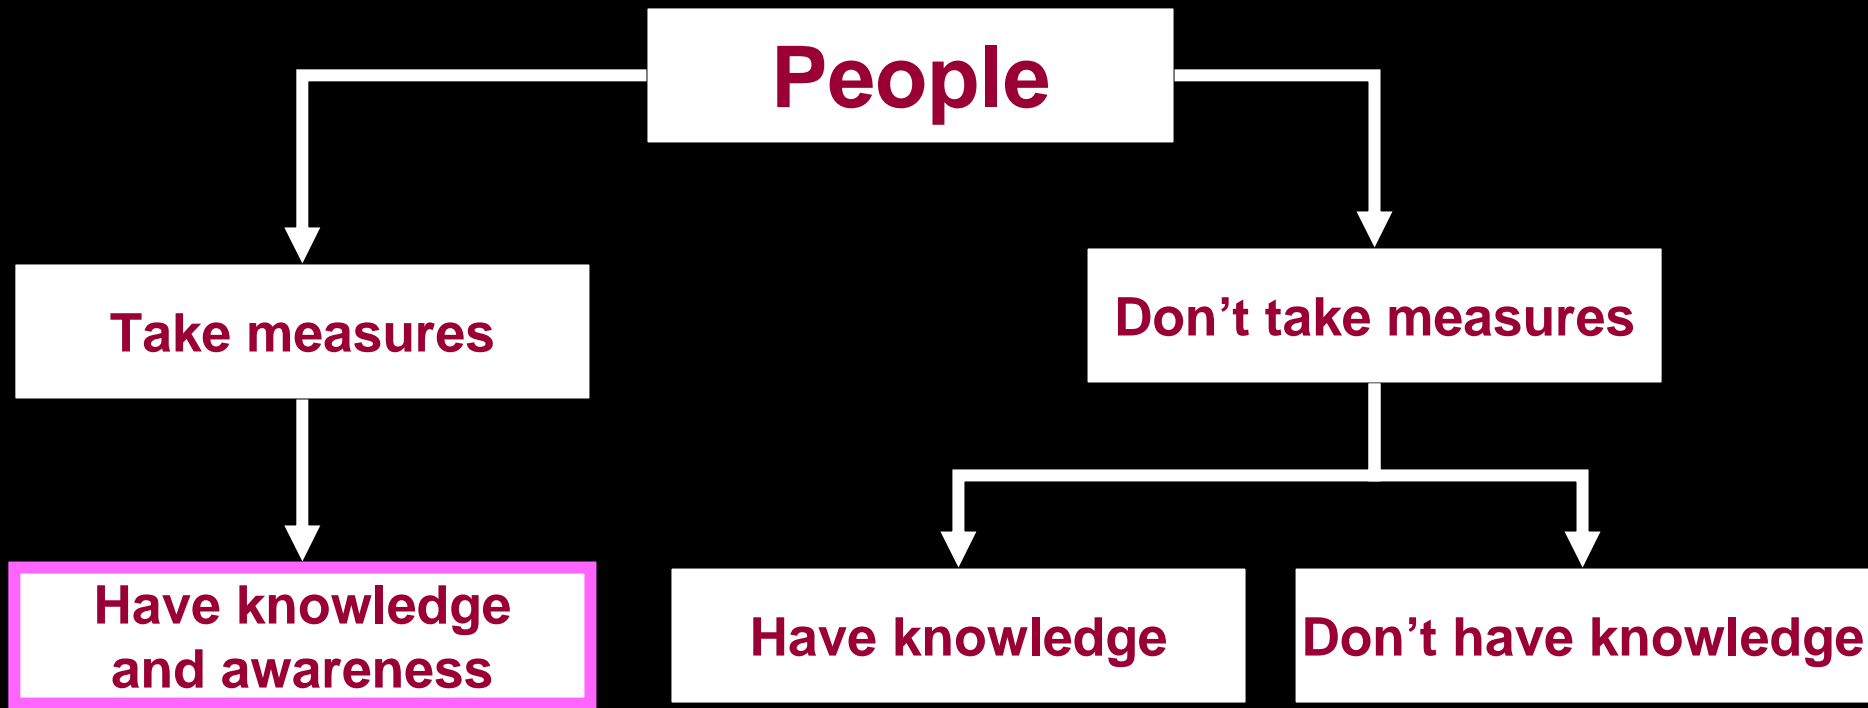 People
Take measures
Don’t take measures
Have knowledge
and awareness
Have knowledge
Don’t have knowledge